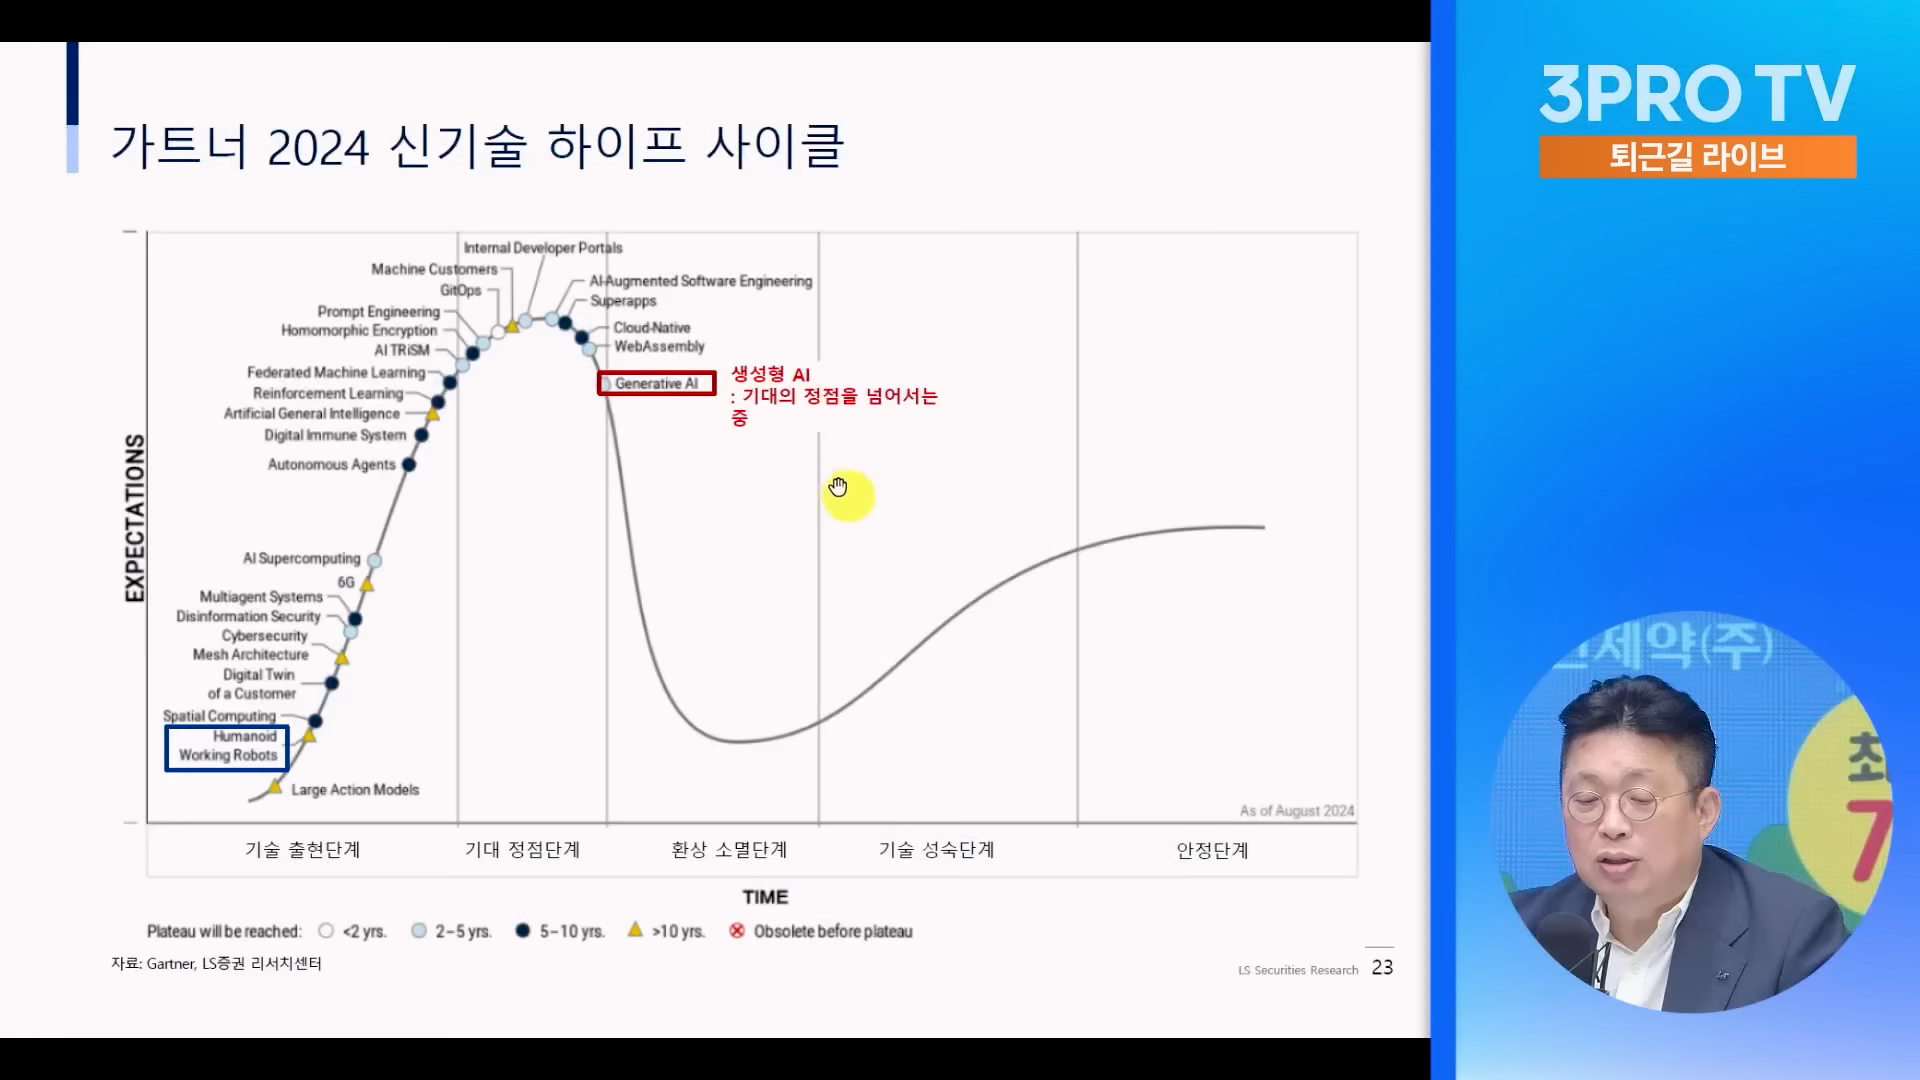 가트너 2024 신기술 하이프 사이클
3PRO TV
퇴근길 라이브
EXPECTATIONS
Internal Developer Portals
Machine Customers
GitOps
AI-Augmented Software Engineering
Superapps
Prompt Engineering
Homomorphic Encryption
Cloud-Native
AI TRiSM
WebAssembly
Federated Machine Learning
Reinforcement Learning
Generative AI
생성형 AI
: 기대의 정점을 넘어서는
중
Artificial General Intelligence
Digital Immune System
Autonomous Agents
AI Supercomputing
6G
Multiagent Systems
Disinformation Security
Cybersecurity
Mesh Architecture
Digital Twin
of a Customer
Spatial Computing
Humanoid
Working Robots
Large Action Models
As of August 2024
기술 출현단계
기대 정점단계
환상 소멸단계
기술 성숙단계
안정단계
TIME
Plateau will be reached: <2 yrs. 2–5 yrs. 5–10 yrs. >10 yrs. Obsolete before plateau
자료: Gartner, LS증권 리서치센터
LS Securities Research 23
제약(주)
최
7